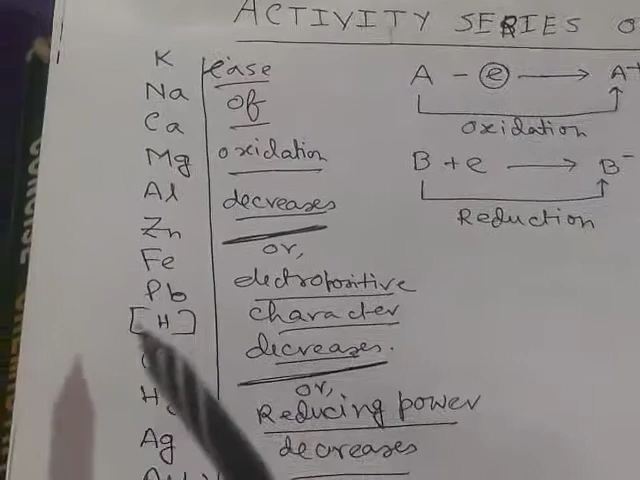 ACTIVITY SERIES O
K
Na
Ca
Mg
Al
Zn
Fe
Pb
[H]
Ag
ease
of
oxidation
decreases
or,
electropositive
character
decreases.
or,
Reducing power
decreases
A - e → A+
oxidation
B + e → B-
Reduction